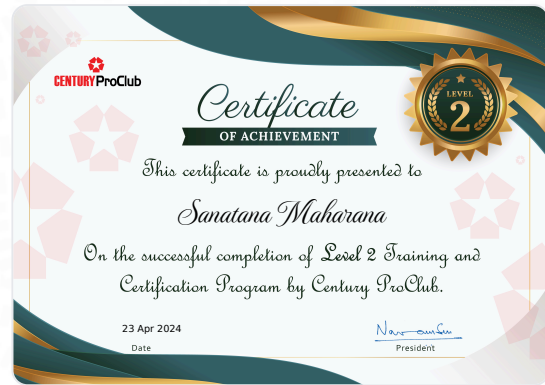 CENTURY ProClub
LEVEL
2
Certificate
OF ACHIEVEMENT
This certificate is proudly presented to
Sanatana Maharana
On the successful completion of Level 2 Training and
Certification Program by Century ProClub.
23 Apr 2024
Date
President